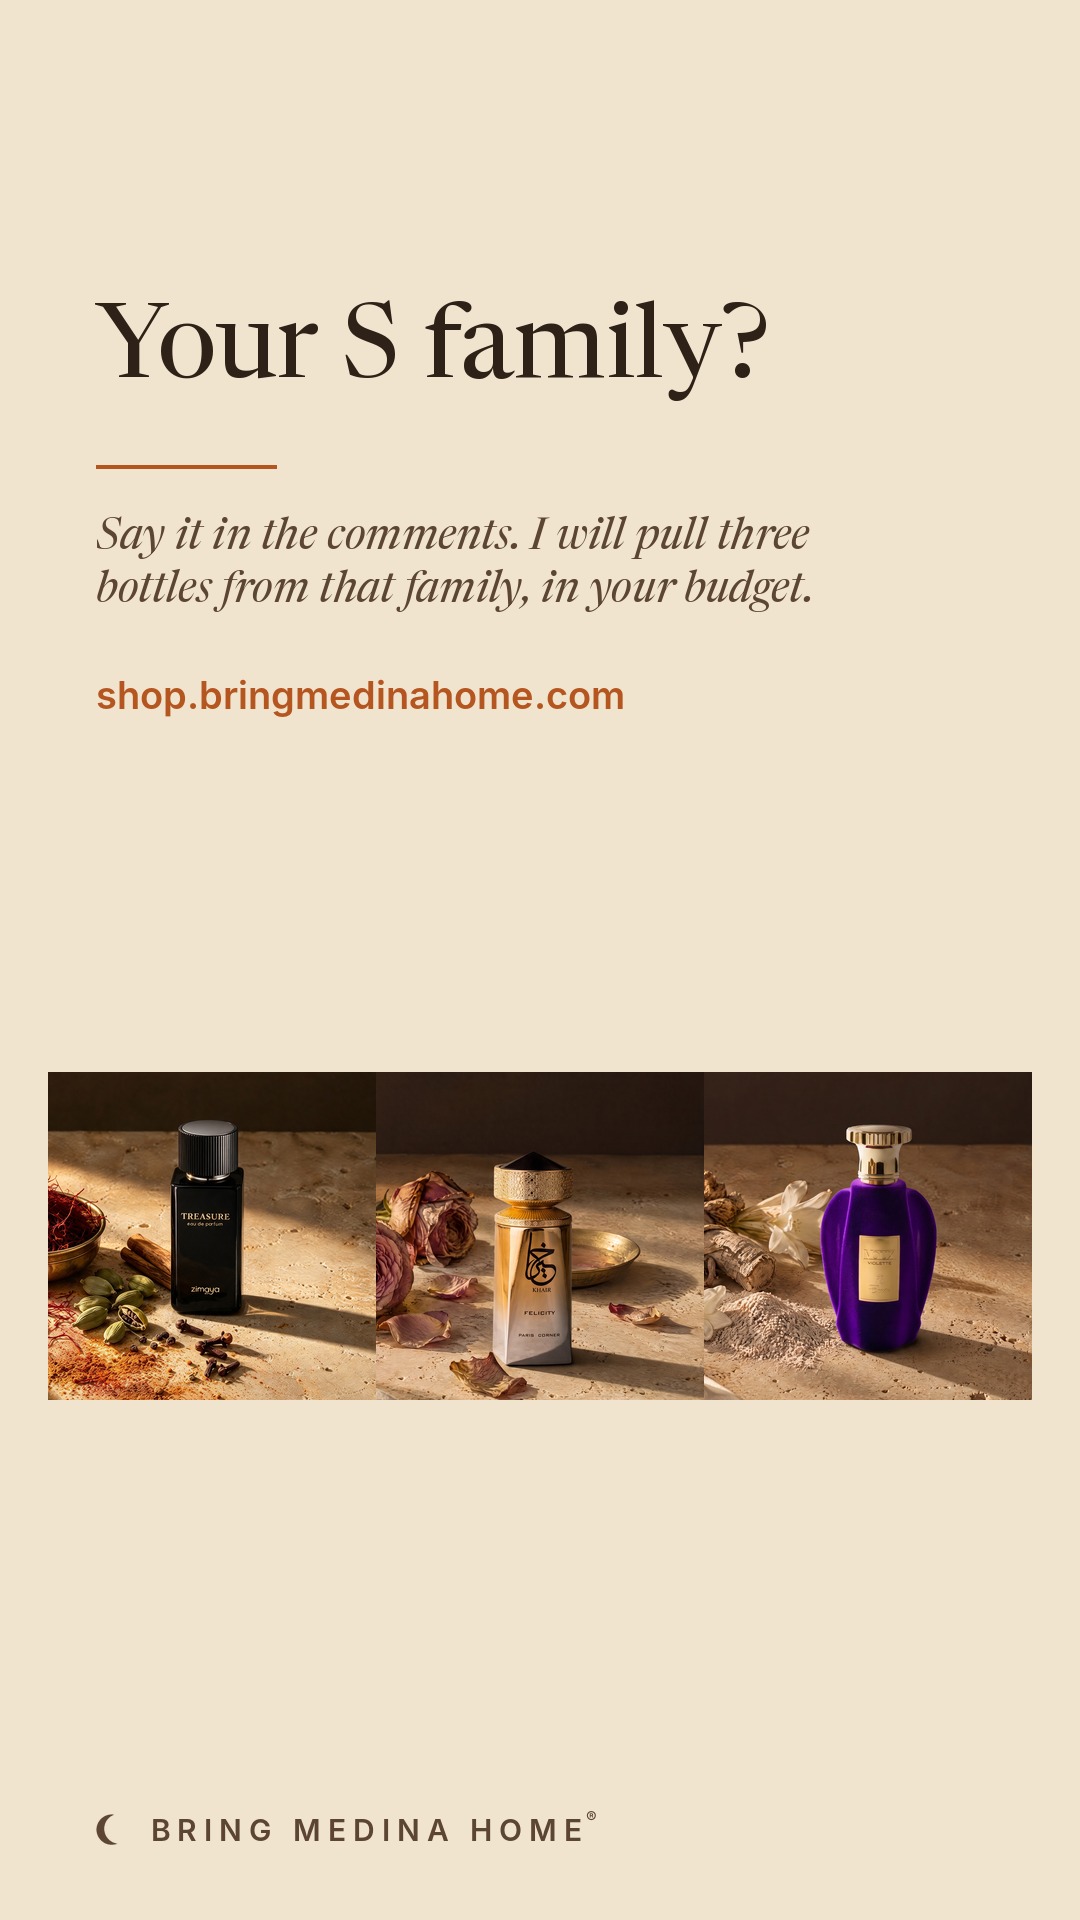 Your S family?
Say it in the comments. I will pull three
bottles from that family, in your budget.
shop.bringmedinahome.com
TREASURE
eau de parfum
zimaya
KHAIR
FELICITY
PARIS CORNER
VIOLETTE
BRING MEDINA HOME®